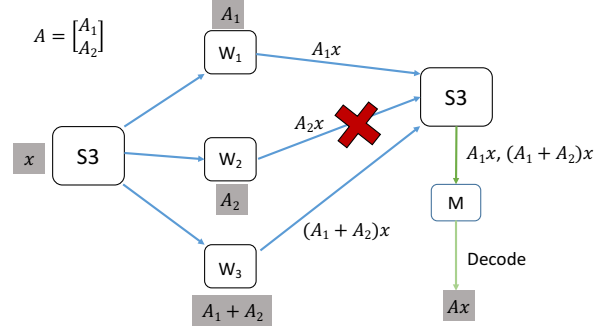 A = [A₁ A₂]
A₁
W₁
A₁x
S3
x
S3
W₂
A₂x
A₂
A₁x, (A₁ + A₂)x
M
(A₁ + A₂)x
W₃
Decode
A₁ + A₂
Ax